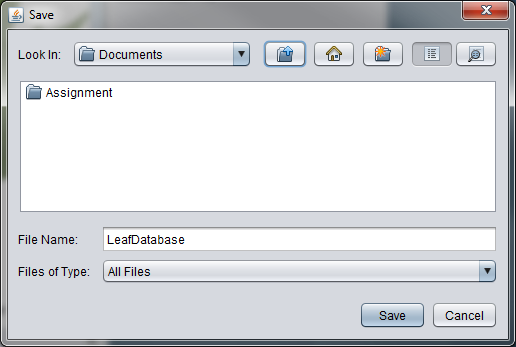 Save
Look In: Documents
Assignment
File Name: LeafDatabase
Files of Type: All Files
Save Cancel